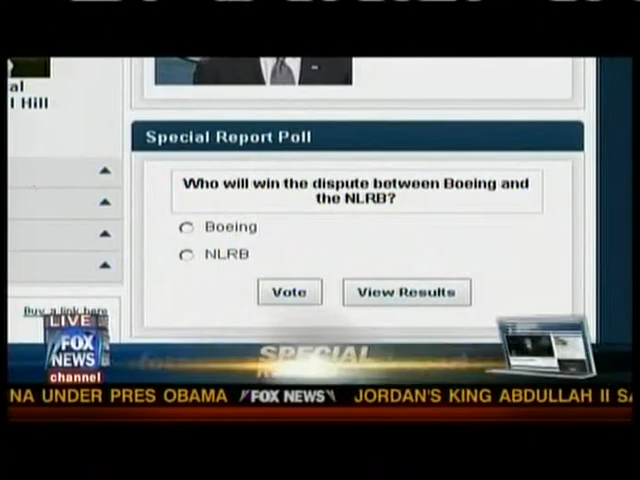 al
l Hill
Special Report Poll
Who will win the dispute between Boeing and
the NLRB?
Boeing
NLRB
Vote
View Results
Buy a link here
LIVE
FOX
NEWS
channel
SPECIAL
NA UNDER PRES OBAMA FOX NEWS JORDAN'S KING ABDULLAH II SA